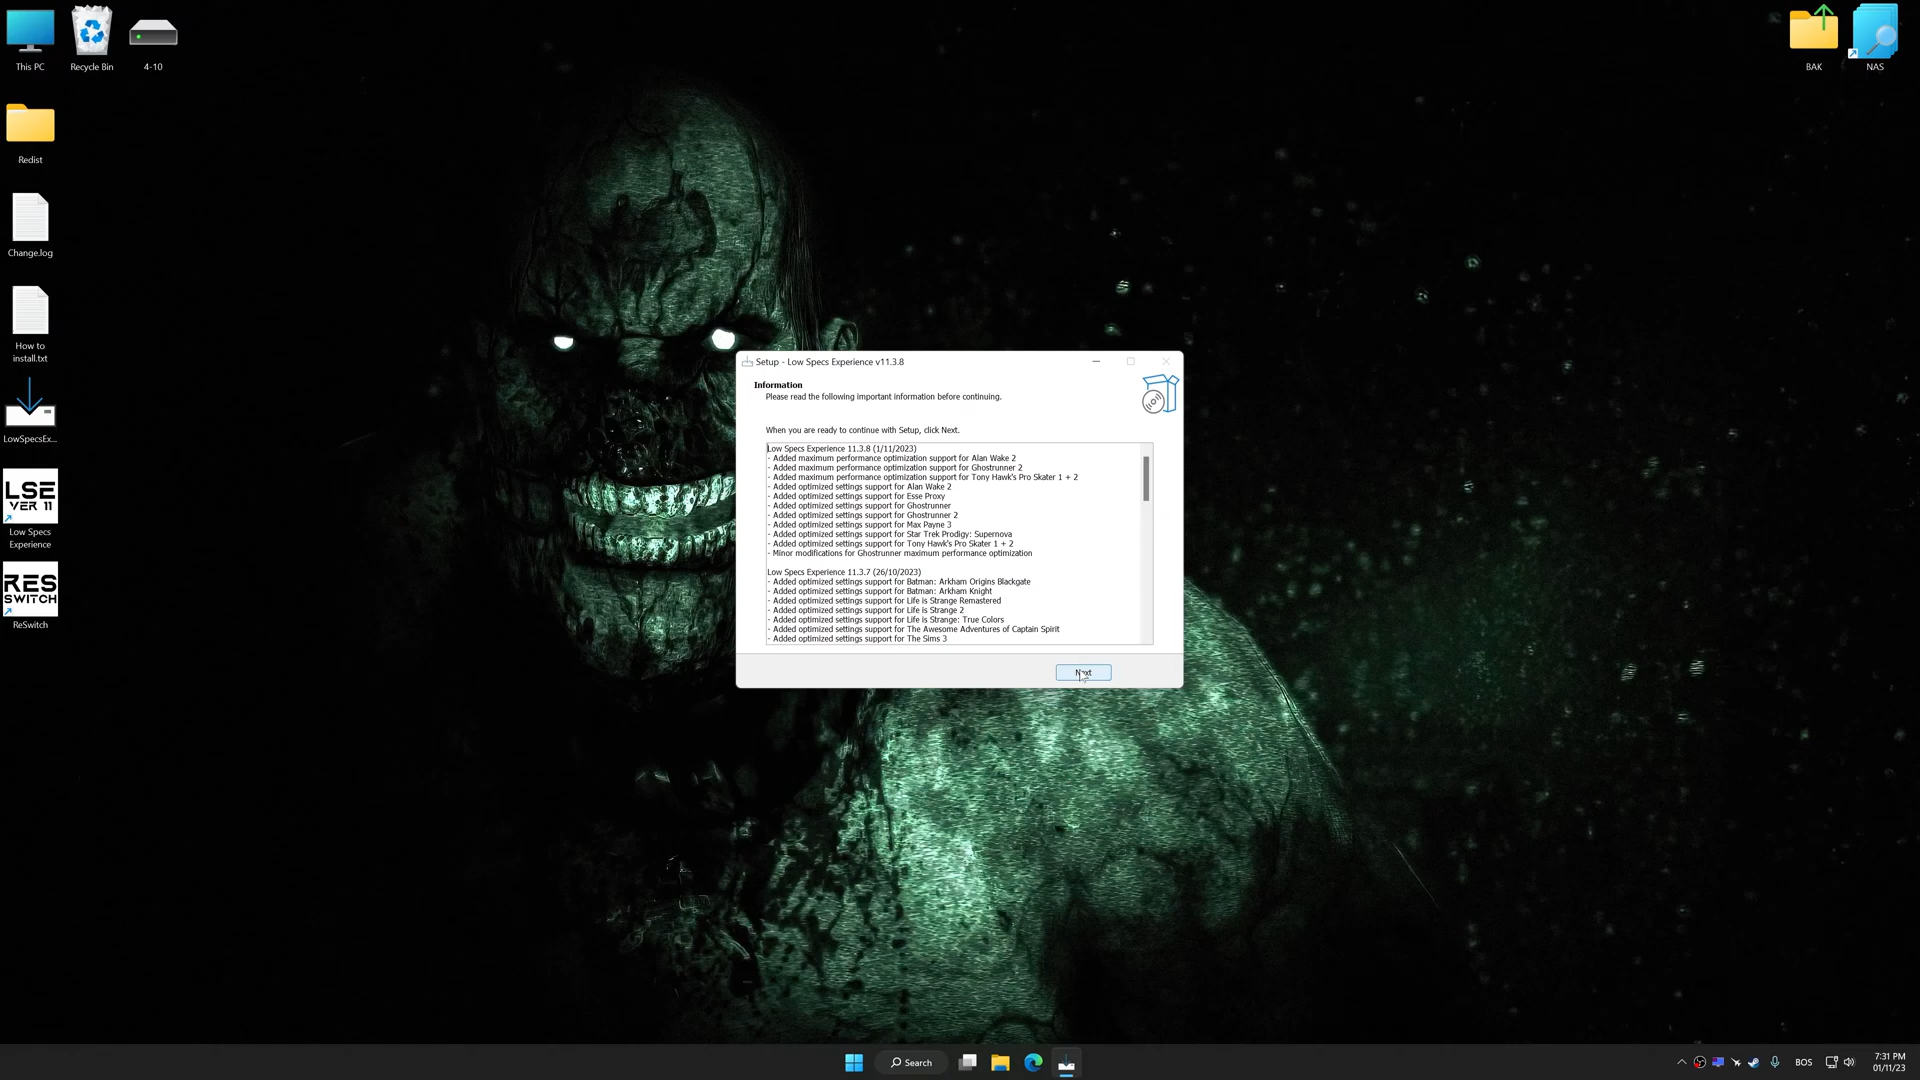 This PC
Recycle Bin
4-10
BAK
NAS
Redist
Change.log
How to
install.txt
LowSpecsEx...
LSE
VER 11
Low Specs
Experience
RES
SWITCH
ReSwitch
Setup - Low Specs Experience v11.3.8
Information
Please read the following important information before continuing.
When you are ready to continue with Setup, click Next.
Low Specs Experience 11.3.8 (1/11/2023)
- Added maximum performance optimization support for Alan Wake 2
- Added maximum performance optimization support for Ghostrunner 2
- Added maximum performance optimization support for Tony Hawk's Pro Skater 1 + 2
- Added optimized settings support for Alan Wake 2
- Added optimized settings support for Esse Proxy
- Added optimized settings support for Ghostrunner
- Added optimized settings support for Ghostrunner 2
- Added optimized settings support for Max Payne 3
- Added optimized settings support for Star Trek Prodigy: Supernova
- Added optimized settings support for Tony Hawk's Pro Skater 1 + 2
- Minor modifications for Ghostrunner maximum performance optimization
Low Specs Experience 11.3.7 (26/10/2023)
- Added optimized settings support for Batman: Arkham Origins Blackgate
- Added optimized settings support for Batman: Arkham Knight
- Added optimized settings support for Life is Strange Remastered
- Added optimized settings support for Life is Strange 2
- Added optimized settings support for Life is Strange: True Colors
- Added optimized settings support for The Awesome Adventures of Captain Spirit
- Added optimized settings support for The Sims 3
Next
Search
BOS
7:31 PM
01/11/23